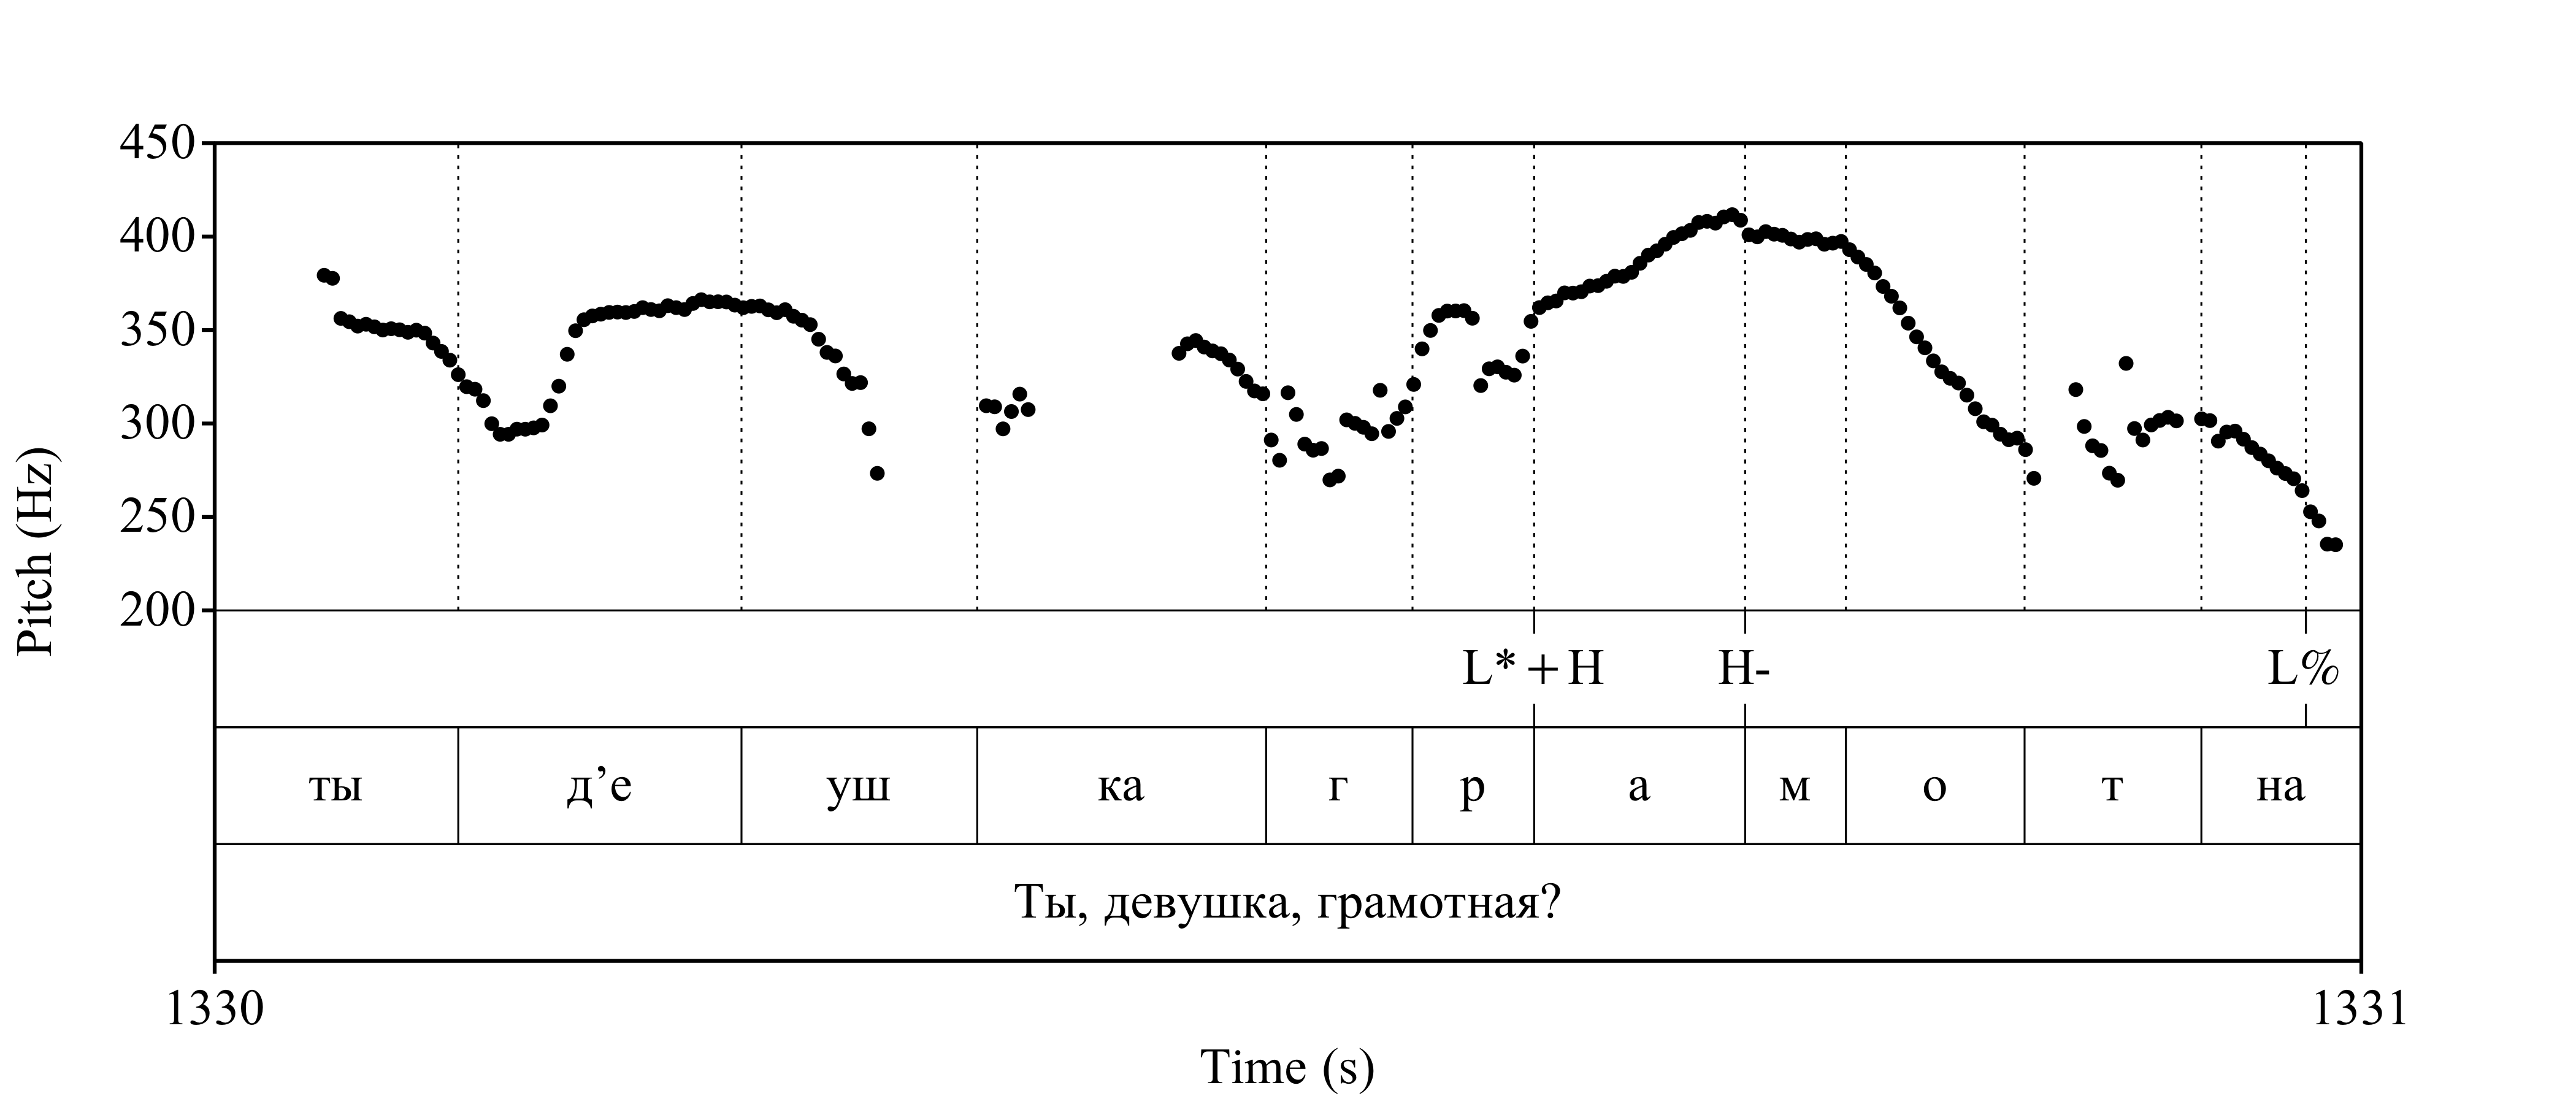 450
400
350
300
250
200
Pitch (Hz)
L*+H H- L%
ты д’е уш ка г р а м о т на
Ты, девушка, грамотная?
1330 1331
Time (s)